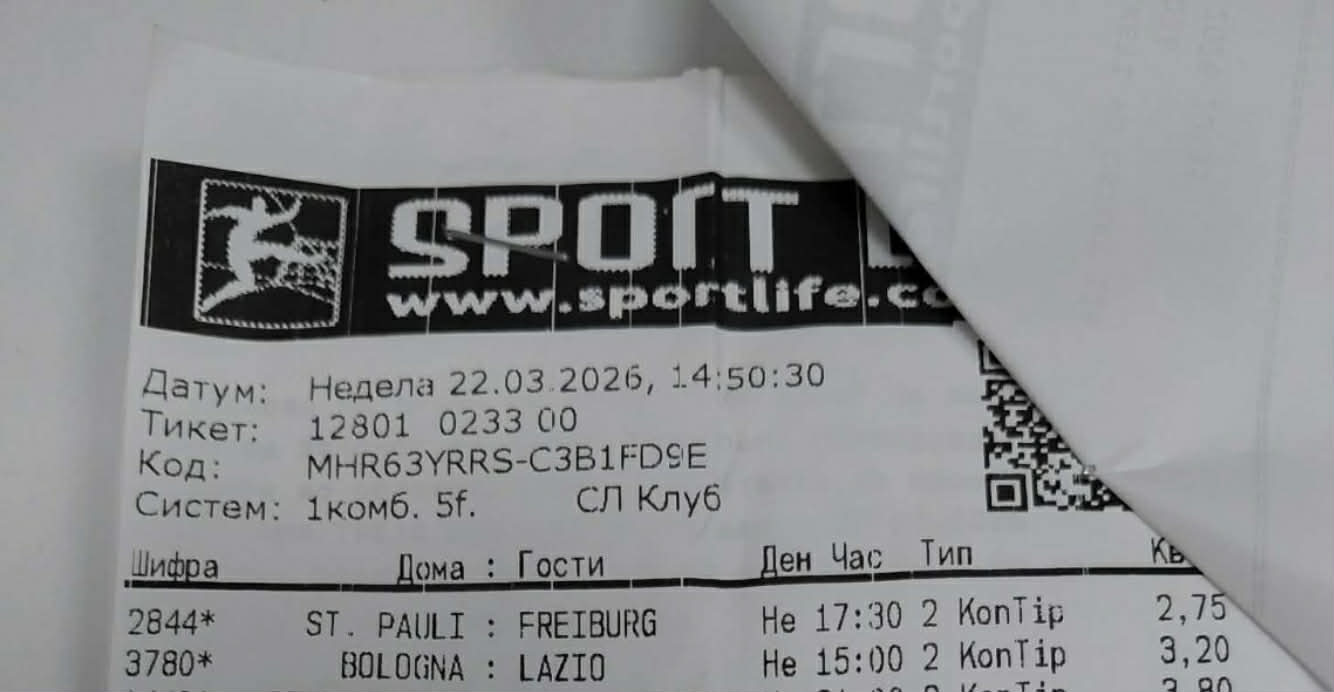 SPORT
www.sportlife.co
Датум: Недела 22.03.2026, 14:50:30
Тикет: 12801 0233 00
Код: MHR63YRRS-C3B1FD9E
Систем: 1комб. 5f. СЛ Клуб
Шифра Дома : Гости Ден Час Тип Кв
2844* ST. PAULI : FREIBURG Не 17:30 2 KonTip 2,75
3780* BOLOGNA : LAZIO Не 15:00 2 KonTip 3,20